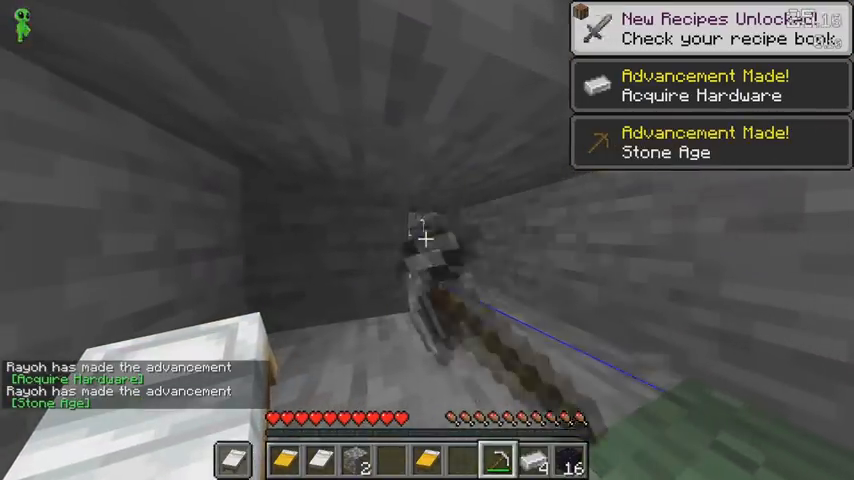 New Recipes Unlocked!
Check your recipe book
Advancement Made!
Acquire Hardware
Advancement Made!
Stone Age
Rayoh has made the advancement
[Acquire Hardware]
Rayoh has made the advancement
[Stone Age]
2
4
16